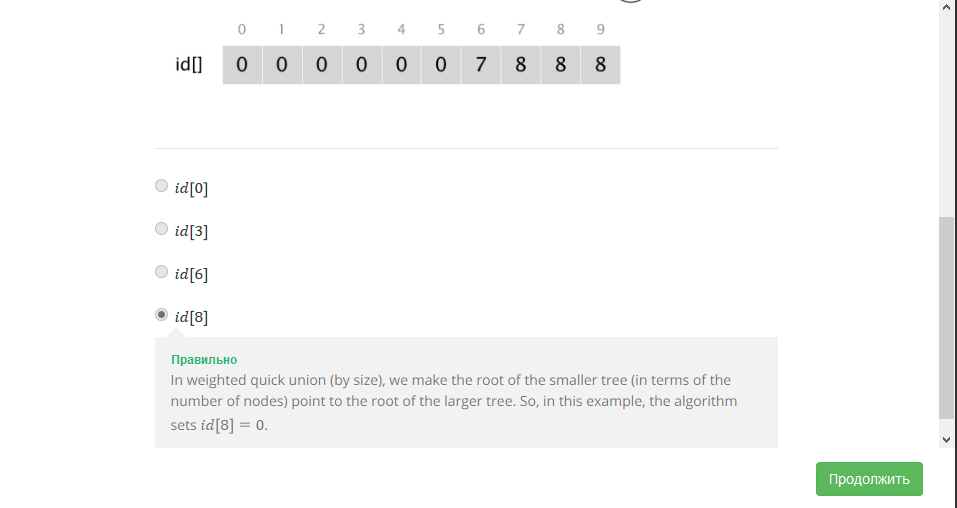 0 1 2 3 4 5 6 7 8 9
id[] 0 0 0 0 0 0 7 8 8 8
id[0]
id[3]
id[6]
id[8]
Правильно
In weighted quick union (by size), we make the root of the smaller tree (in terms of the
number of nodes) point to the root of the larger tree. So, in this example, the algorithm
sets id[8] = 0.
Продолжить